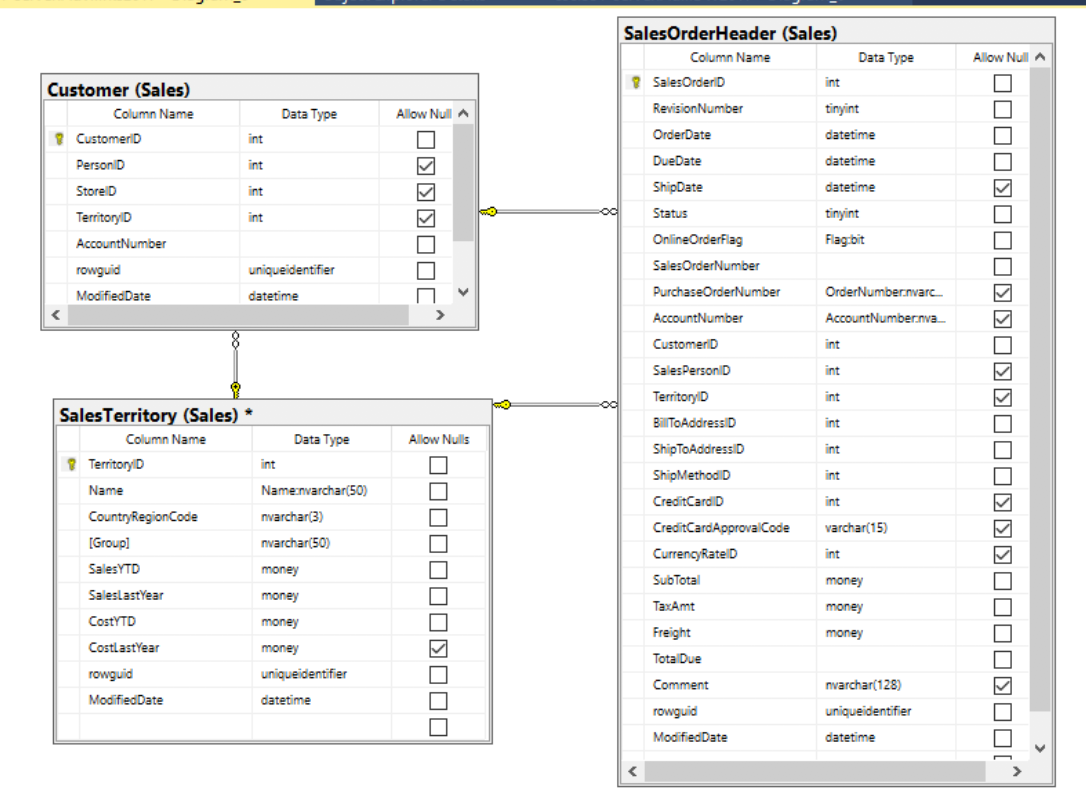 Customer (Sales)
Column Name Data Type Allow Null
CustomerID int
PersonID int
StoreID int
TerritoryID int
AccountNumber
rowguid uniqueidentifier
ModifiedDate datetime
SalesTerritory (Sales) *
Column Name Data Type Allow Nulls
TerritoryID int
Name Name:nvarchar(50)
CountryRegionCode nvarchar(3)
[Group] nvarchar(50)
SalesYTD money
SalesLastYear money
CostYTD money
CostLastYear money
rowguid uniqueidentifier
ModifiedDate datetime
SalesOrderHeader (Sales)
Column Name Data Type Allow Null
SalesOrderID int
RevisionNumber tinyint
OrderDate datetime
DueDate datetime
ShipDate datetime
Status tinyint
OnlineOrderFlag Flag:bit
SalesOrderNumber
PurchaseOrderNumber OrderNumber:nvarc...
AccountNumber AccountNumber:nva...
CustomerID int
SalesPersonID int
TerritoryID int
BillToAddressID int
ShipToAddressID int
ShipMethodID int
CreditCardID int
CreditCardApprovalCode varchar(15)
CurrencyRateID int
SubTotal money
TaxAmt money
Freight money
TotalDue
Comment nvarchar(128)
rowguid uniqueidentifier
ModifiedDate datetime